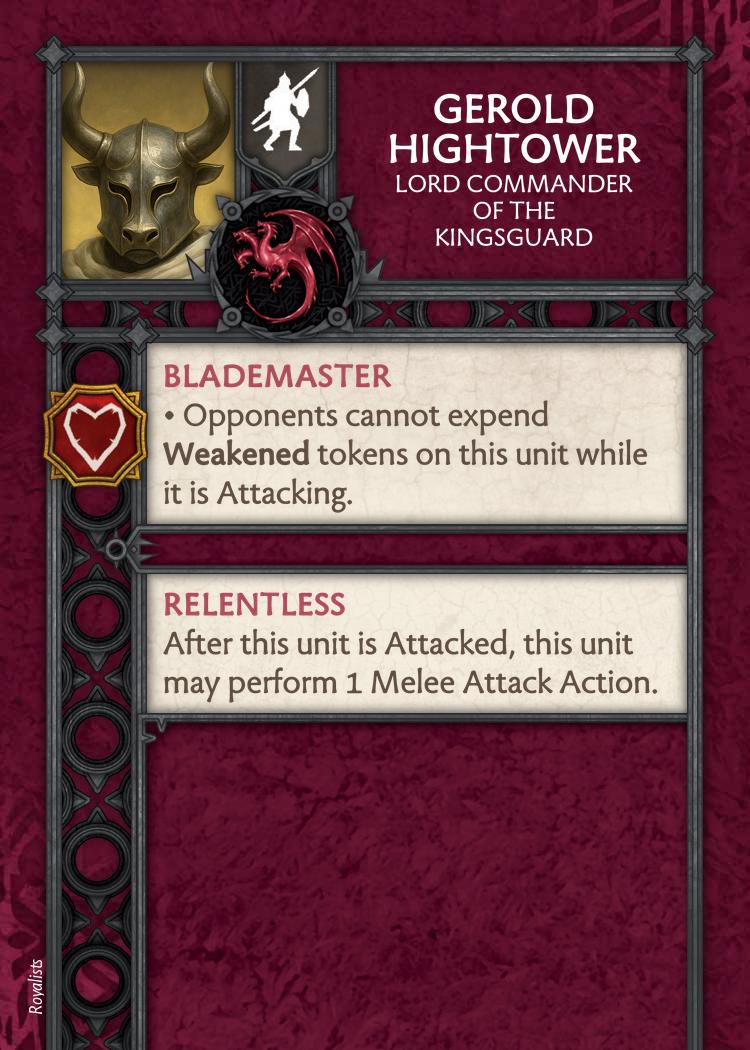 GEROLD
HIGHTOWER
LORD COMMANDER
OF THE
KINGSGUARD
BLADEMASTER
• Opponents cannot expend
Weakened tokens on this unit while
it is Attacking.
RELENTLESS
After this unit is Attacked, this unit
may perform 1 Melee Attack Action.
Royalists